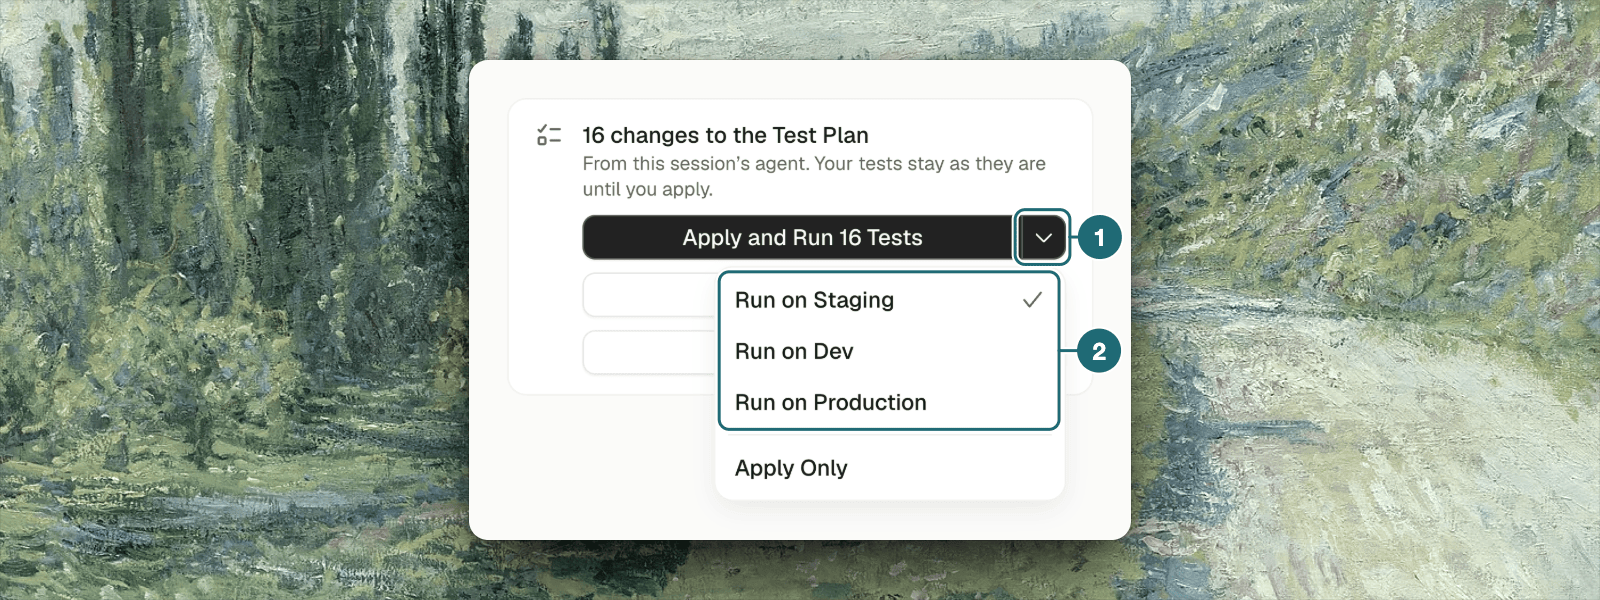 16 changes to the Test Plan
From this session’s agent. Your tests stay as they are
until you apply.
Apply and Run 16 Tests
1
Run on Staging
Run on Dev
2
Run on Production
Apply Only